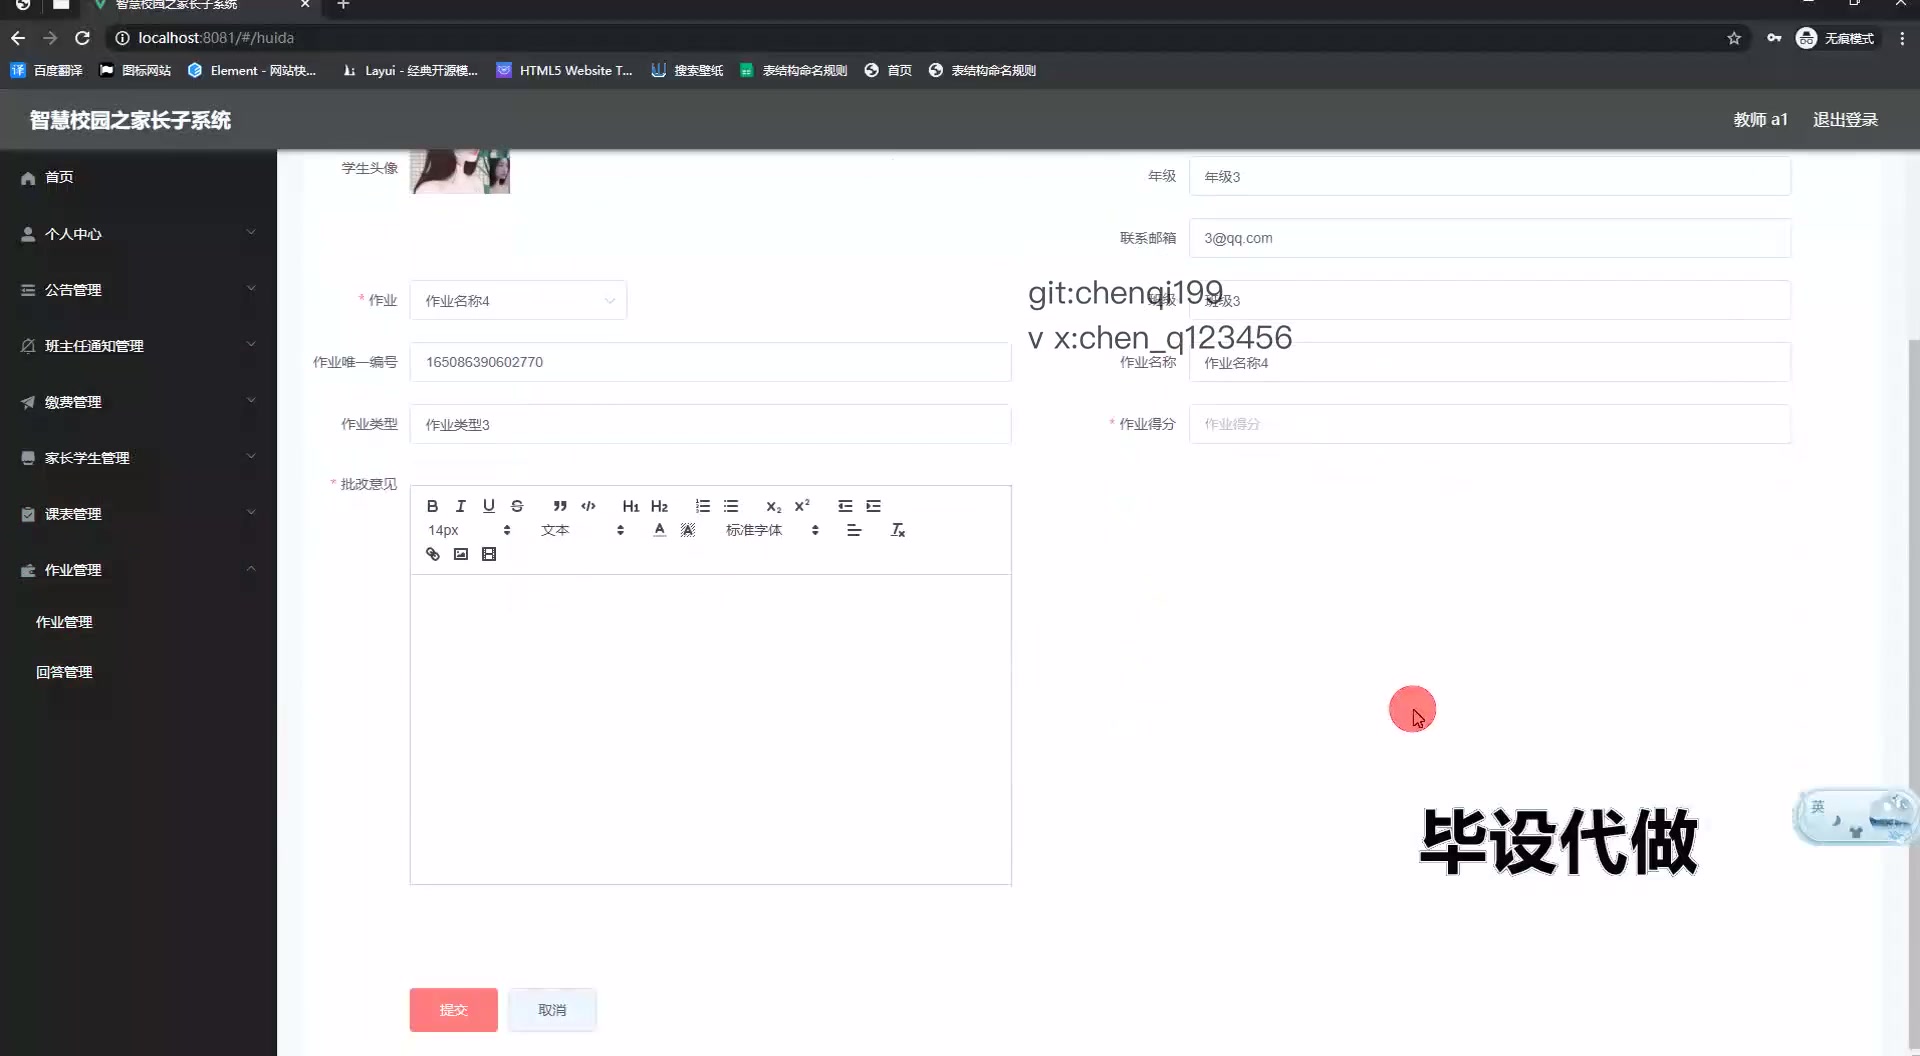 智慧校园之家长子系统
localhost:8081/#/huida
无痕模式
百度翻译
图标网站
Element - 网站快...
Layui - 经典开源模...
HTML5 Website T...
搜索壁纸
表结构命名规则
首页
表结构命名规则
智慧校园之家长子系统
教师 a1
退出登录
首页
个人中心
公告管理
班主任通知管理
缴费管理
家长学生管理
课表管理
作业管理
作业管理
回答管理
学生头像
年级
年级3
联系邮箱
3@qq.com
* 作业
作业名称4
git:chenqi199
班级
班级3
v x:chen_q123456
作业唯一编号
165086390602770
作业名称
作业名称4
作业类型
作业类型3
* 作业得分
作业得分
* 批改意见
B I U S H1 H2 X2 X2
14px
文本
标准字体
毕设代做
英
提交
取消